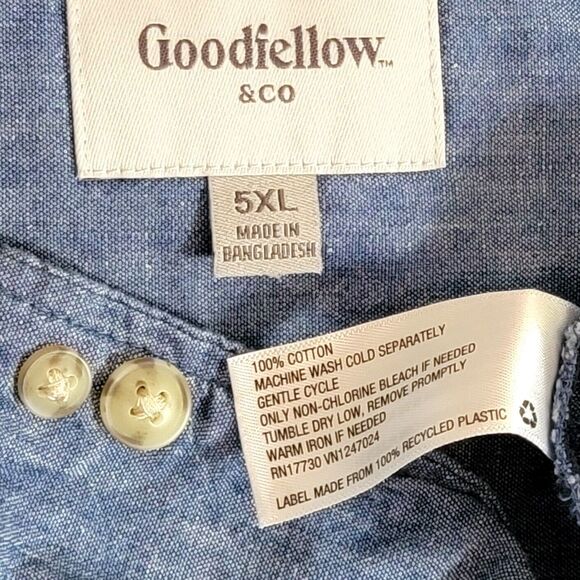 Goodfellow™
& CO
5XL
MADE IN
BANGLADESH
100% COTTON
MACHINE WASH COLD SEPARATELY
GENTLE CYCLE
ONLY NON-CHLORINE BLEACH IF NEEDED
TUMBLE DRY LOW, REMOVE PROMPTLY
WARM IRON IF NEEDED
RN17730 VN1247024
LABEL MADE FROM 100% RECYCLED PLASTIC